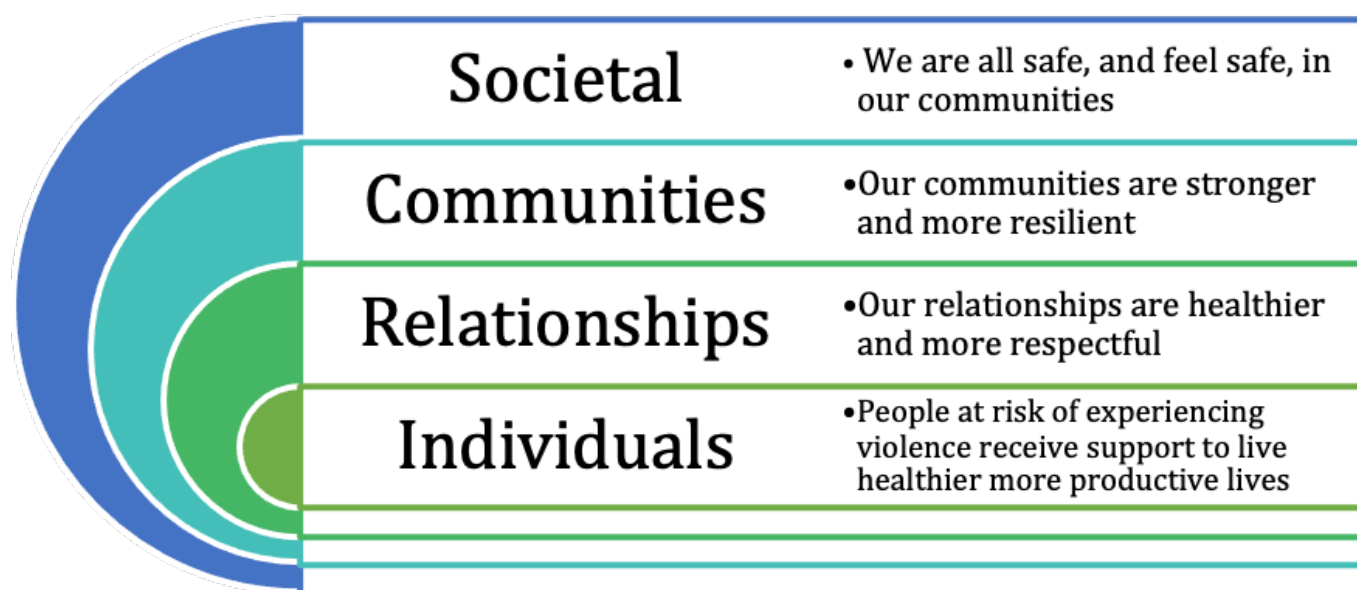 Societal
• We are all safe, and feel safe, in
our communities
Communities
•Our communities are stronger
and more resilient
Relationships
•Our relationships are healthier
and more respectful
Individuals
•People at risk of experiencing
violence receive support to live
healthier more productive lives